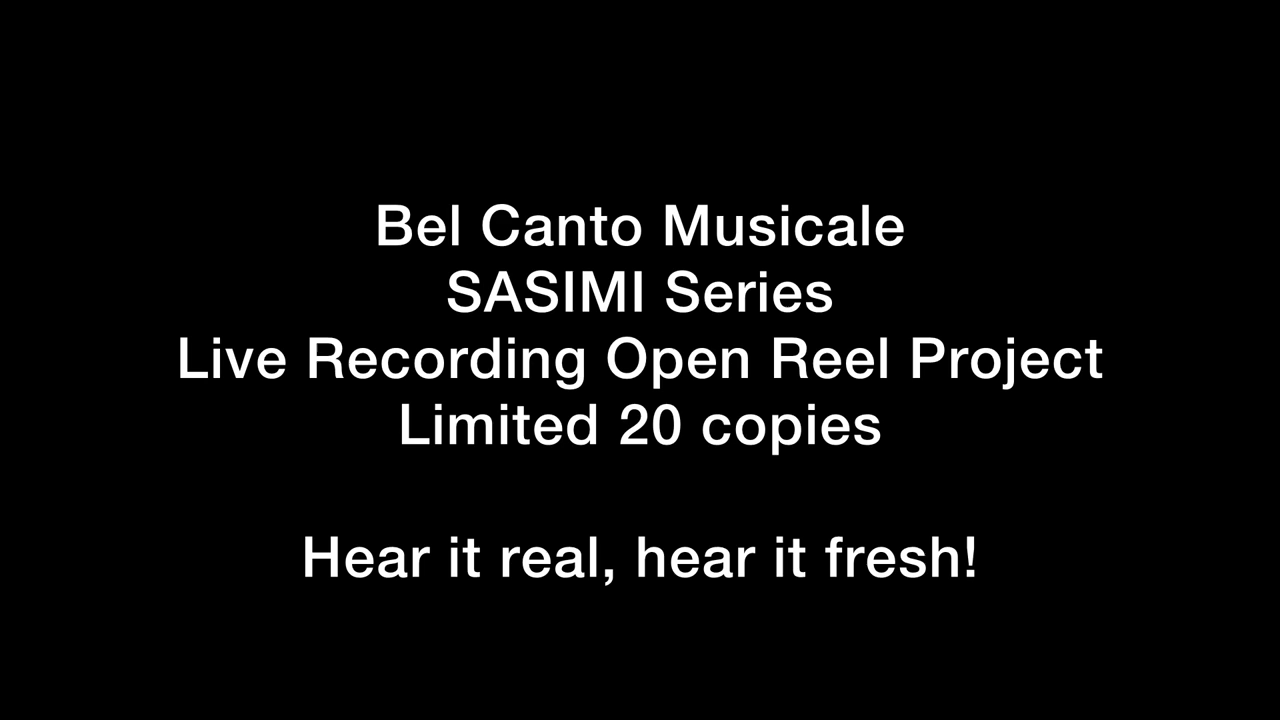 Bel Canto Musicale
SASIMI Series
Live Recording Open Reel Project
Limited 20 copies
Hear it real, hear it fresh!